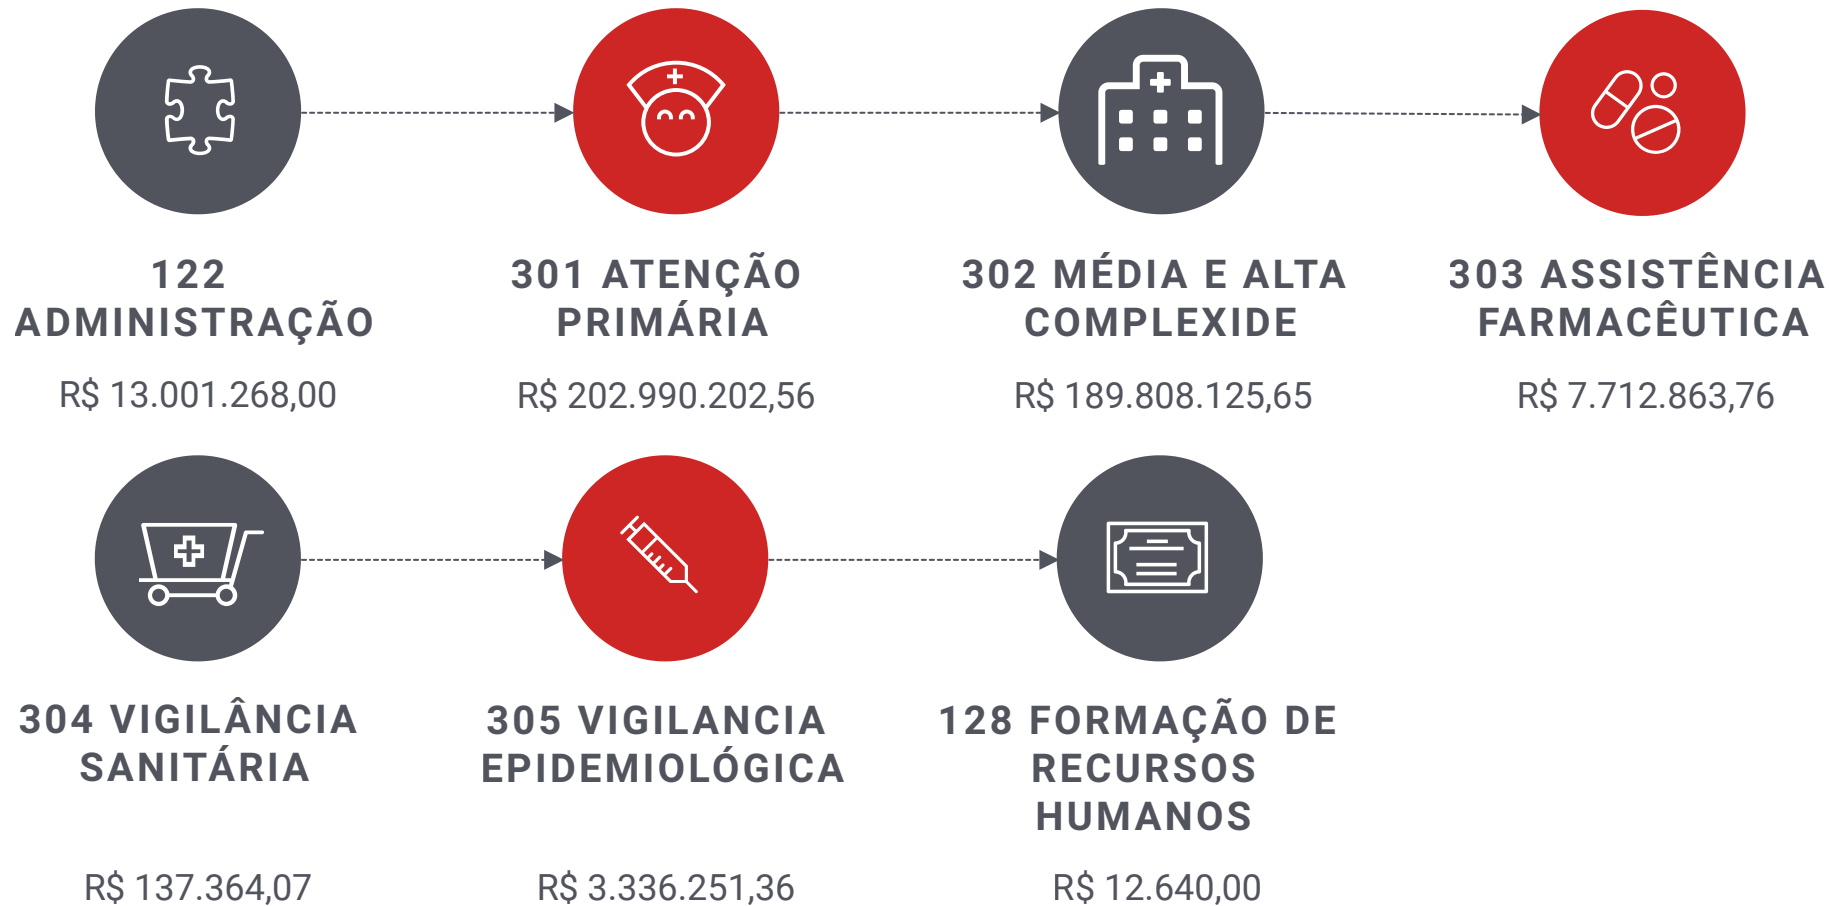 122
ADMINISTRAÇÃO
R$ 13.001.268,00
301 ATENÇÃO
PRIMÁRIA
R$ 202.990.202,56
302 MÉDIA E ALTA
COMPLEXIDE
R$ 189.808.125,65
303 ASSISTÊNCIA
FARMACÊUTICA
R$ 7.712.863,76
304 VIGILÂNCIA
SANITÁRIA
R$ 137.364,07
305 VIGILANCIA
EPIDEMIOLÓGICA
R$ 3.336.251,36
128 FORMAÇÃO DE
RECURSOS
HUMANOS
R$ 12.640,00